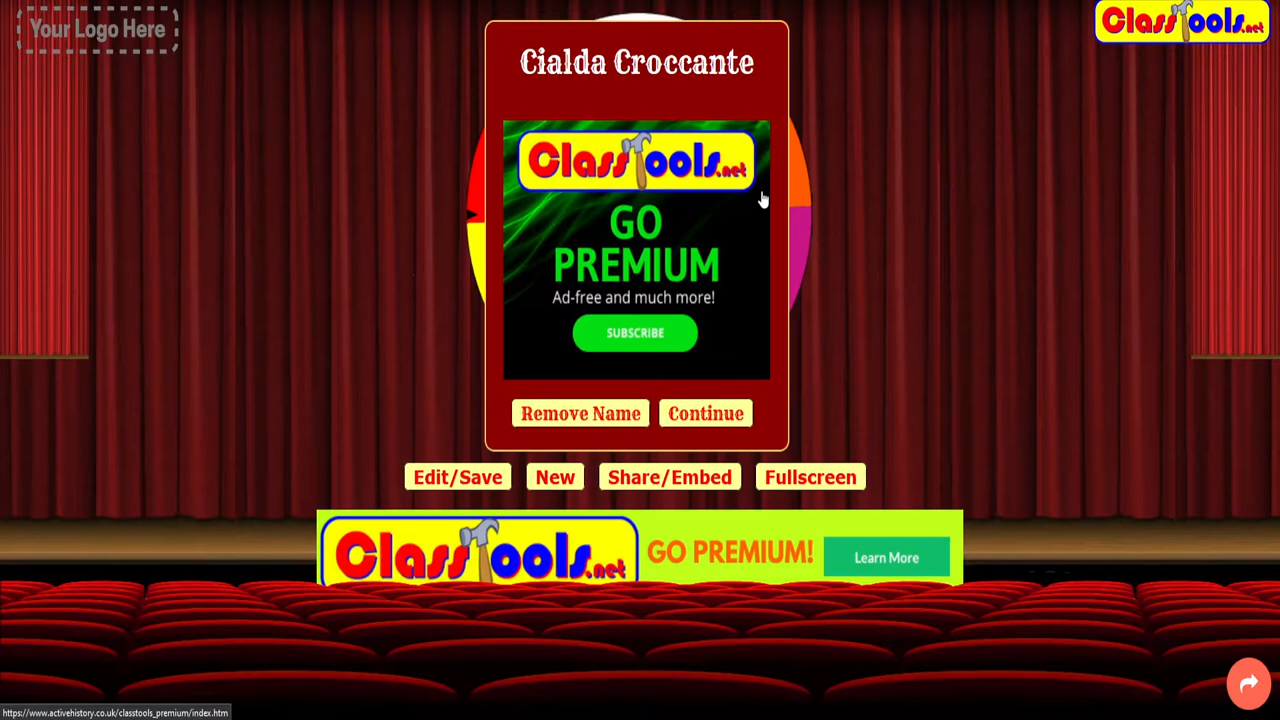 Your Logo Here
ClassTools.net
Cialda Croccante
ClassTools.net
GO
PREMIUM
Ad-free and much more!
SUBSCRIBE
Remove Name Continue
Edit/Save New Share/Embed Fullscreen
ClassTools.net GO PREMIUM! Learn More
https://www.activehistory.co.uk/classtools_premium/index.htm